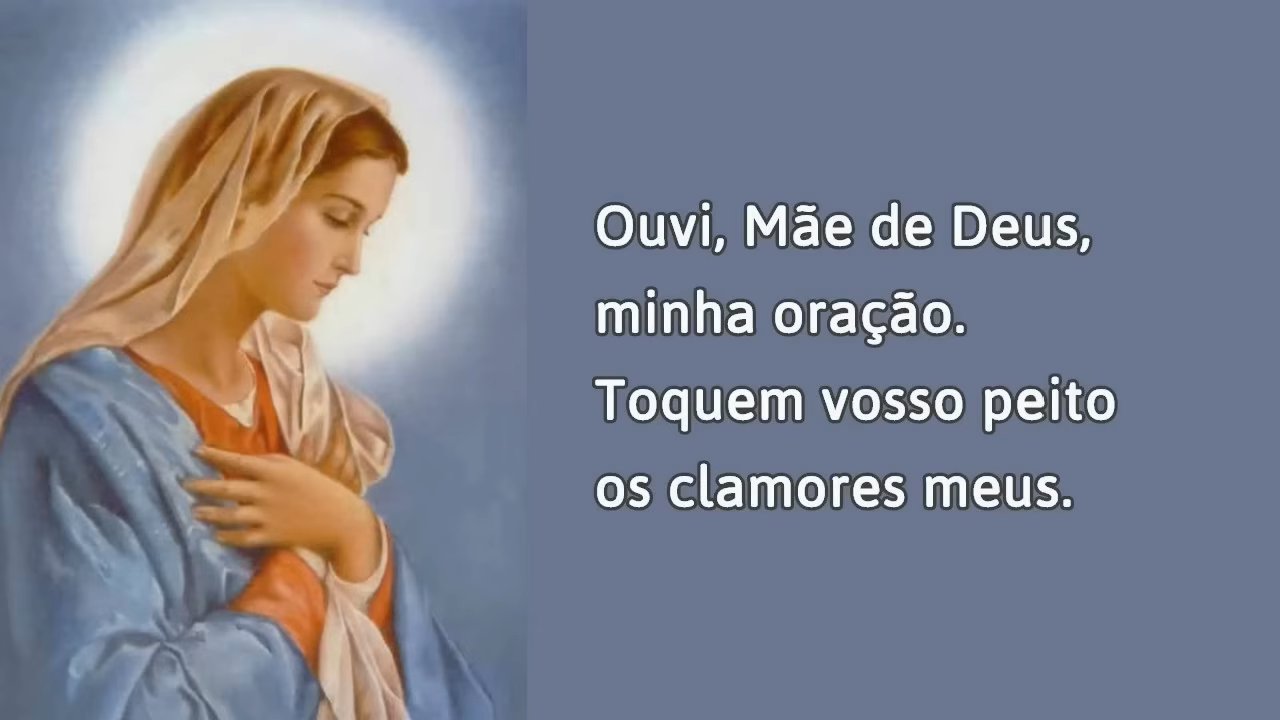 Ouvi, Mãe de Deus,
minha oração.
Toquem vosso peito
os clamores meus.